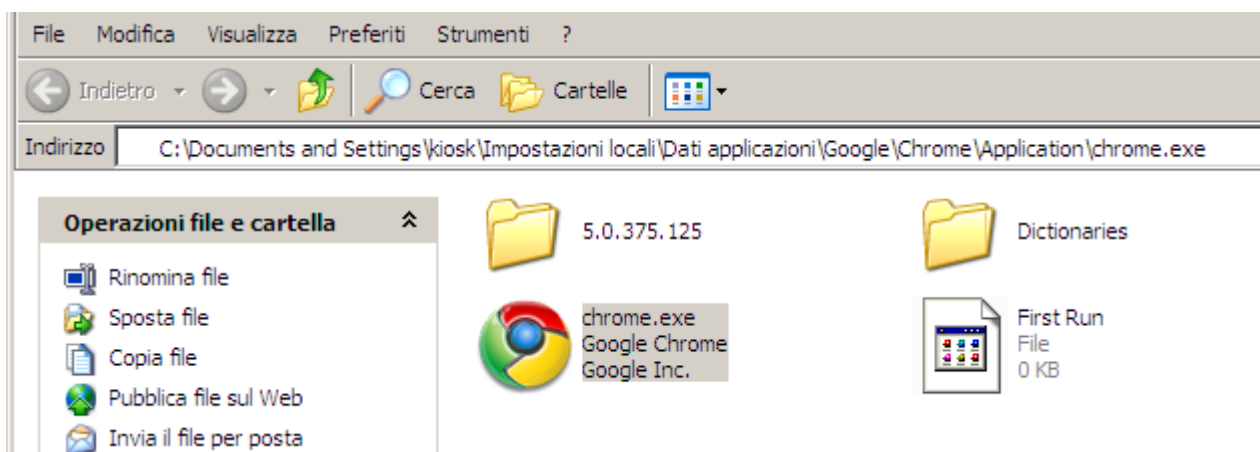 File Modifica Visualizza Preferiti Strumenti ?
Indietro Cerca Cartelle
Indirizzo C:\Documents and Settings\kiosk\Impostazioni locali\Dati applicazioni\Google\Chrome\Application\chrome.exe
Operazioni file e cartella
Rinomina file
Sposta file
Copia file
Pubblica file sul Web
Invia il file per posta
5.0.375.125
Dictionaries
chrome.exe
Google Chrome
Google Inc.
First Run
File
0 KB